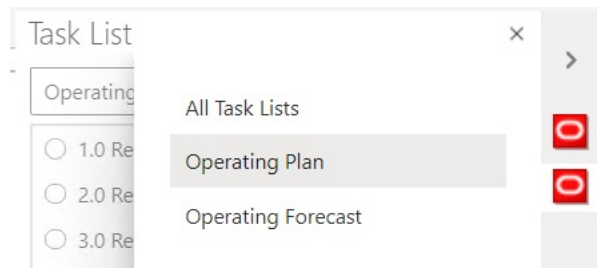 Task List
Operating
All Task Lists
1.0 Re
Operating Plan
2.0 Re
Operating Forecast
3.0 Re